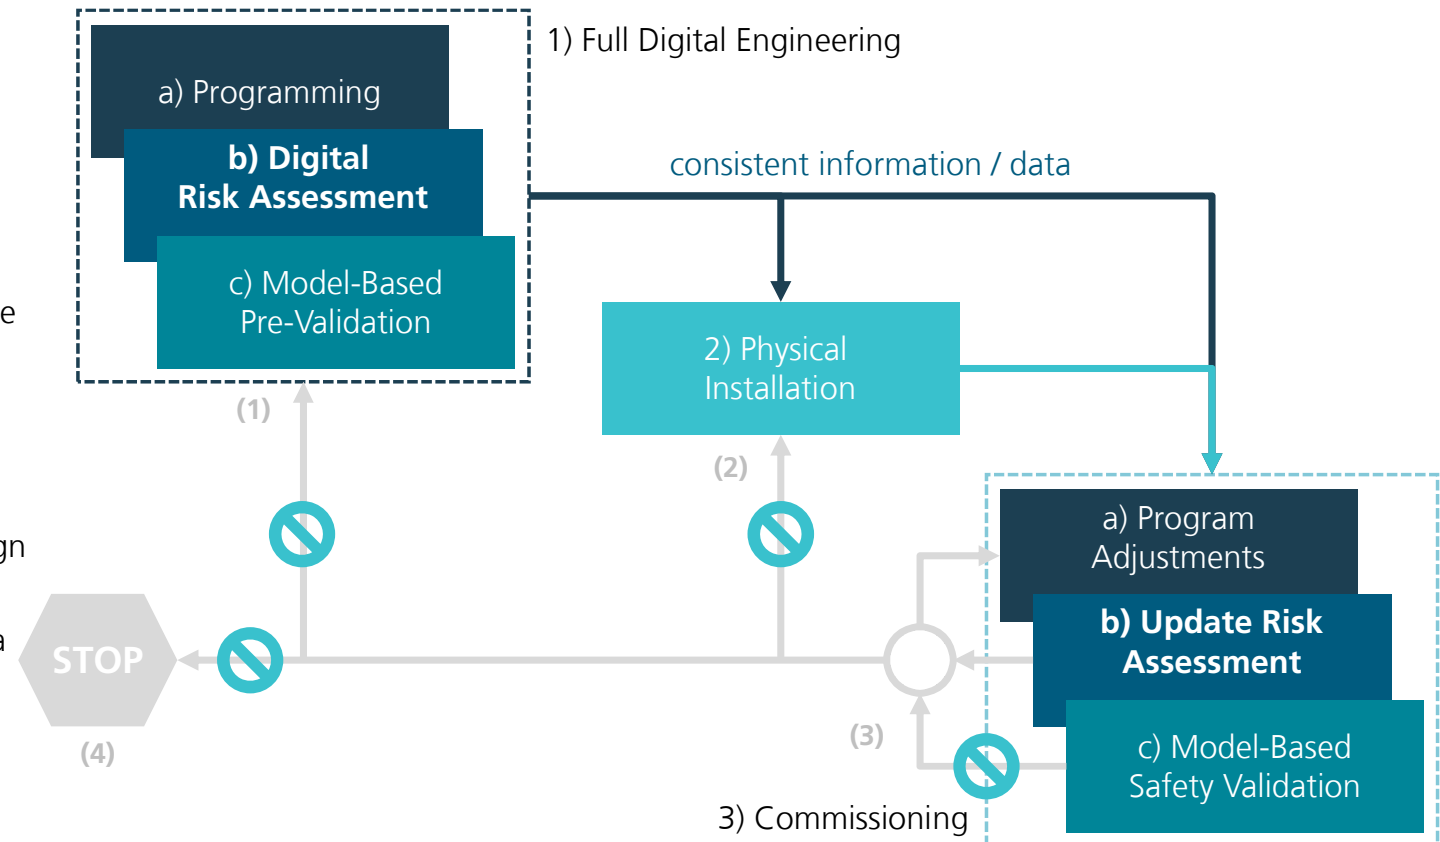 1) Full Digital Engineering
a) Programming
b) Digital
Risk Assessment
consistent information / data
c) Model-Based
Pre-Validation
e
2) Physical
Installation
(1)
(2)
gn
a) Program
Adjustments
a
STOP
b) Update Risk
Assessment
(3)
(4)
c) Model-Based
Safety Validation
3) Commissioning